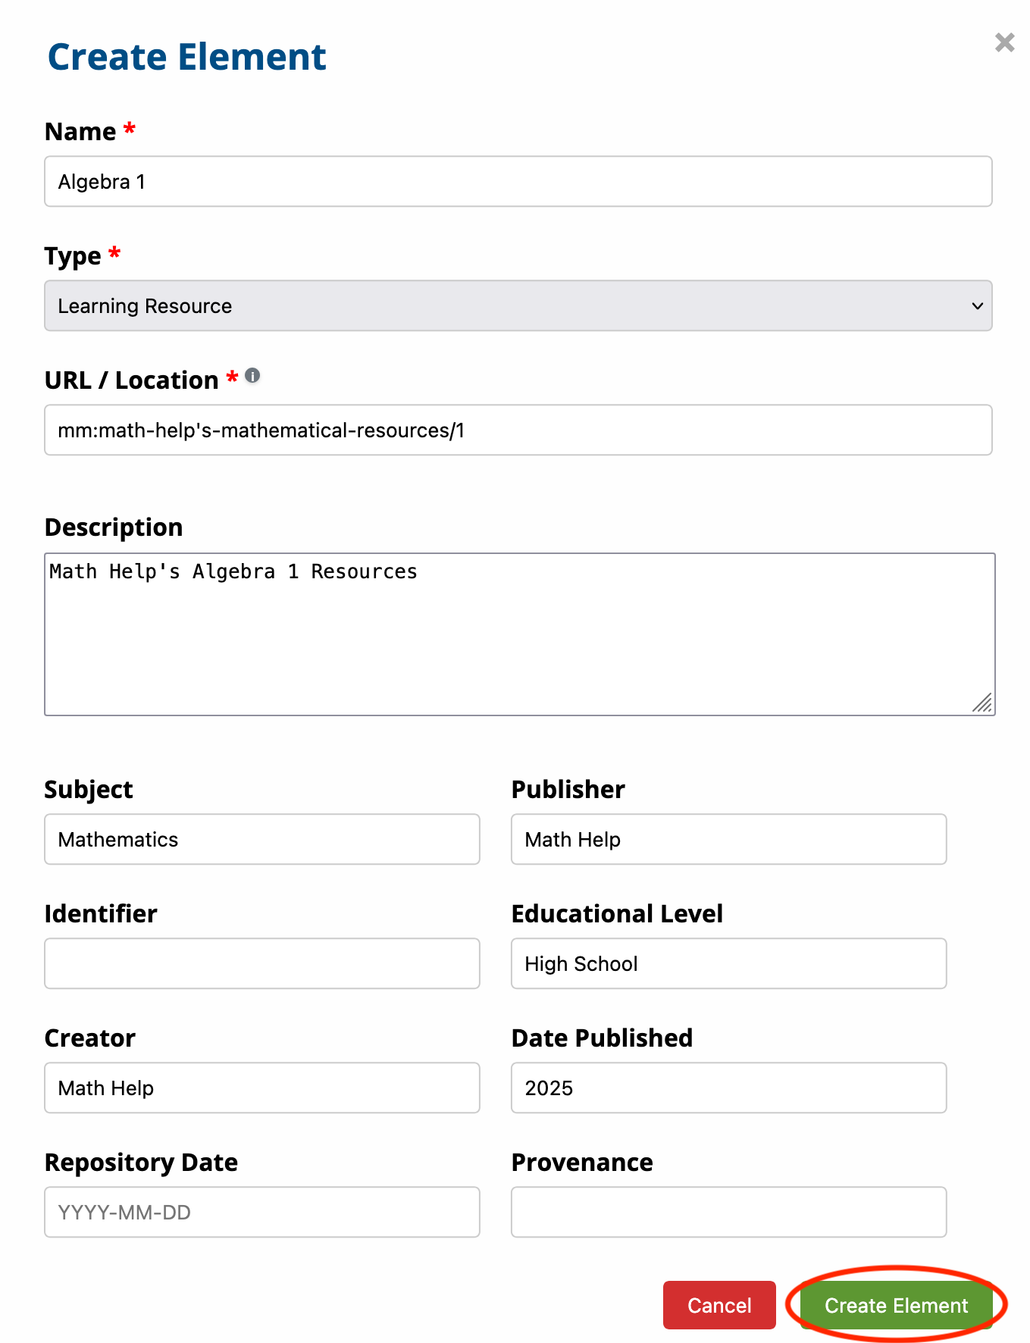 Create Element
×
Name *
Algebra 1
Type *
Learning Resource
URL / Location * i
mm:math-help's-mathematical-resources/1
Description
Math Help's Algebra 1 Resources
Subject
Publisher
Mathematics
Math Help
Identifier
Educational Level
High School
Creator
Date Published
Math Help
2025
Repository Date
Provenance
YYYY-MM-DD
Cancel
Create Element